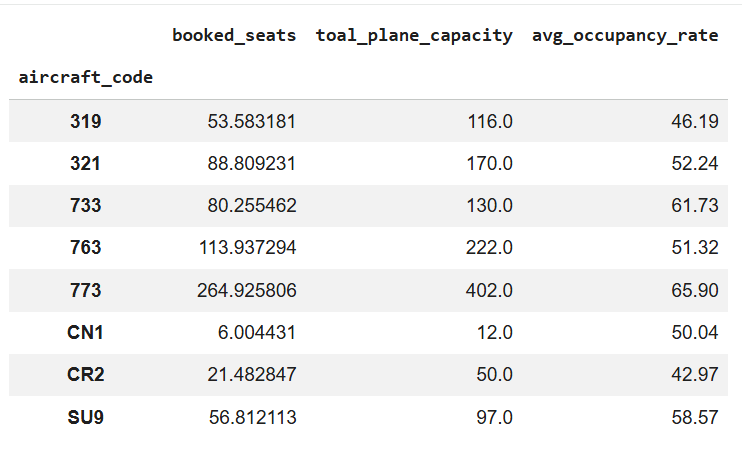 booked_seats toal_plane_capacity avg_occupancy_rate
aircraft_code
319 53.583181 116.0 46.19
321 88.809231 170.0 52.24
733 80.255462 130.0 61.73
763 113.937294 222.0 51.32
773 264.925806 402.0 65.90
CN1 6.004431 12.0 50.04
CR2 21.482847 50.0 42.97
SU9 56.812113 97.0 58.57